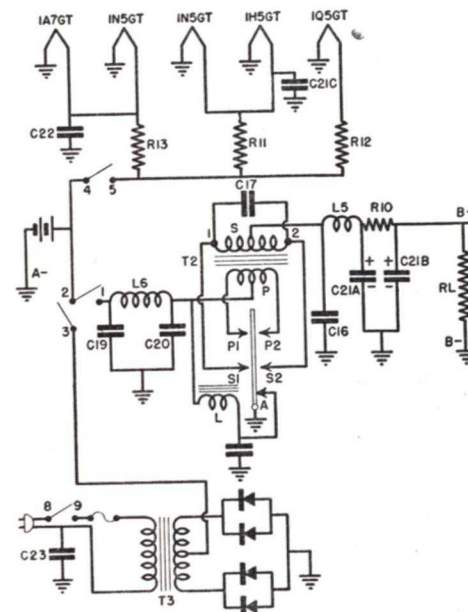 1A7GT 1N5GT 1N5GT 1H5GT 1Q5GT
C21C
C22 R13 R11 R12
4 5 C17
1 S 2 L5 R10 B-
A- T2
2 1 L6 P C21A + - + - C21B RL
3 C19 C20 P1 P2 C16 B-
S1 S2
L A
8 9
C23
T3